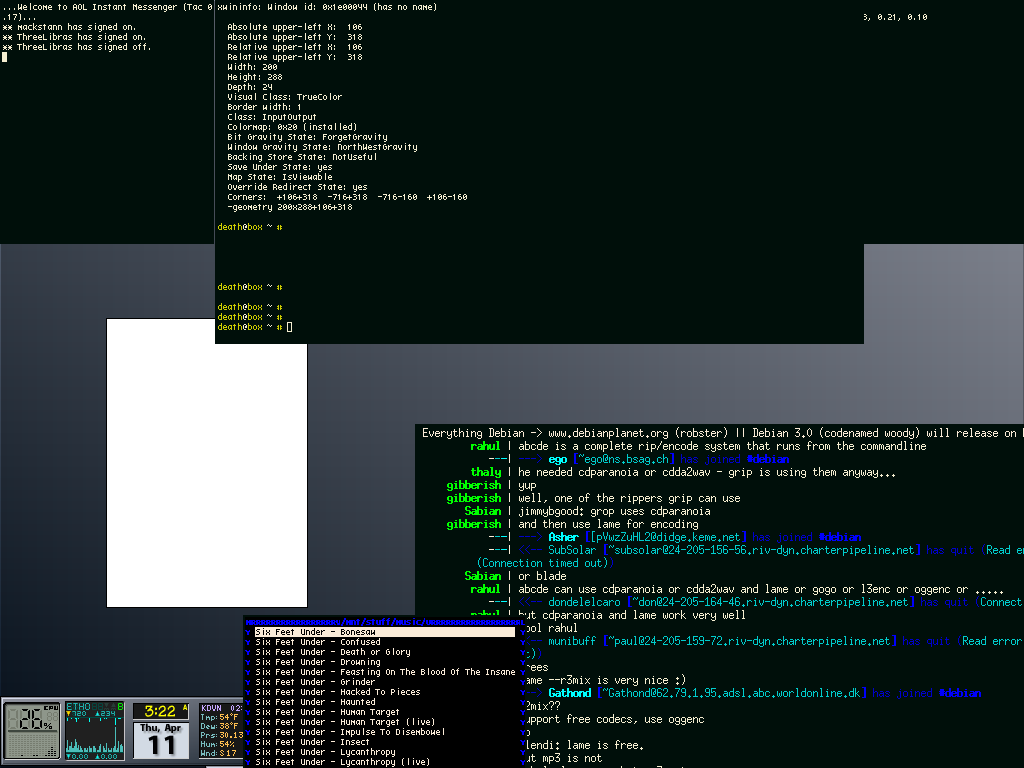 ...Welcome to AOL Instant Messenger (Tac 0
.17)...
** mackstann has signed on.
** ThreeLibras has signed on.
** ThreeLibras has signed off.
xwininfo: Window id: 0x1e00044 (has no name)
Absolute upper-left X:  106
Absolute upper-left Y:  318
Relative upper-left X:  106
Relative upper-left Y:  318
Width: 200
Height: 288
Depth: 24
Visual Class: TrueColor
Border width: 1
Class: InputOutput
Colormap: 0x20 (installed)
Bit Gravity State: ForgetGravity
Window Gravity State: NorthWestGravity
Backing Store State: NotUseful
Save Under State: yes
Map State: IsViewable
Override Redirect State: yes
Corners:  +106+318  -716+318  -716-160  +106-160
-geometry 200x288+106+318
death@box ~ #
death@box ~ #
death@box ~ #
death@box ~ #
death@box ~ #
, 0.21, 0.10
Everything Debian -> www.debianplanet.org (robster) || Debian 3.0 (codenamed woody) will release on
rahul | abcde is a complete rip/encode system that runs from the commandline
---| ---> ego [~ego@ns.bsag.ch] has joined #debian
thaly | he needed cdparanoia or cdda2wav - grip is using them anyway...
gibberish | yup
gibberish | well, one of the rippers grip can use
Sabian | jimmybgood: grop uses cdparanoia
gibberish | and then use lame for encoding
---| ---> Asher [[pVwzZuHL2@didge.keme.net] has joined #debian
---| <--- SubSolar [~subsolar@24-205-156-56.riv-dyn.charterpipeline.net] has quit (Read er
(Connection timed out))
Sabian | or blade
rahul | abcde can use cdparanoia or cdda2wav and lame or gogo or l3enc or oggenc or .....
---| <--- dondelelcaro [~don@24-205-164-46.riv-dyn.charterpipeline.net] has quit (Connect
rahul | but cdparanoia and lame work very well
ool rahul
munibuff [~paul@24-205-159-72.riv-dyn.charterpipeline.net] has quit (Read error
:))
ees
ame --r3mix is very nice :)
--> Gathond [~Gathond@62.79.1.95.adsl.abc.worldonline.dk] has joined #debian
2mix??
upport free codecs, use oggenc
o
lendi: lame is free.
ut mp3 is not
/mnt/stuff/music/
Six Feet Under - Bonesaw
Six Feet Under - Confused
Six Feet Under - Death or Glory
Six Feet Under - Drowning
Six Feet Under - Feasting On The Blood Of The Insane
Six Feet Under - Grinder
Six Feet Under - Hacked To Pieces
Six Feet Under - Haunted
Six Feet Under - Human Target
Six Feet Under - Human Target (live)
Six Feet Under - Impulse To Disembowel
Six Feet Under - Insect
Six Feet Under - Lycanthropy
Six Feet Under - Lycanthropy (live)
CPU
26%
ETH0
B
▼720 ▲234
▼0.00 ▲0.00
3:22 A
Thu, Apr
11
KDVN 02:
Tmp: 54°F
Dew: 38°F
Prs: 30.13
Hum: 54%
Wnd: 3 17